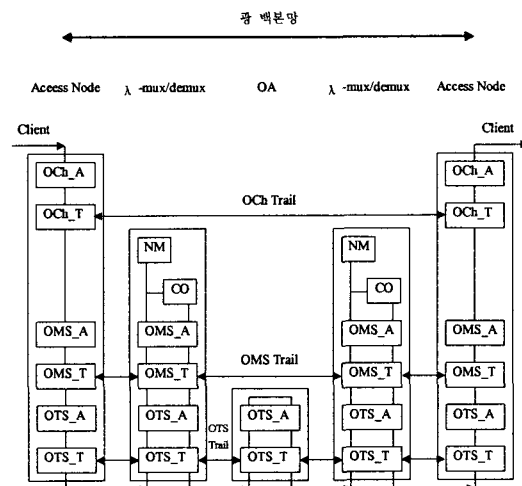 광 백본망
Access Node λ -mux/demux OA λ -mux/demux Access Node
Client Client
OCh_A OCh_A
OCh_T OCh Trail OCh_T
NM NM
CO CO
OMS_A OMS_A OMS_A OMS_A
OMS Trail
OMS_T OMS_T OMS_T OMS_T
OTS_A OTS_A OTS Trail OTS_A OTS_A OTS_A
OTS_T OTS_T OTS_T OTS_T OTS_T